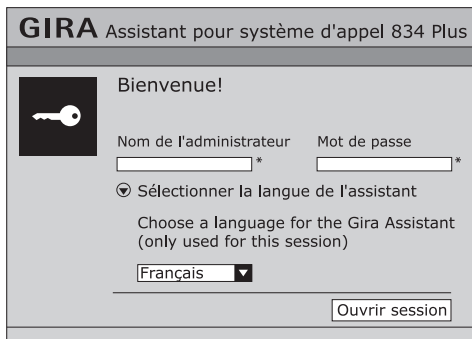 GIRA Assistant pour système d'appel 834 Plus
Bienvenue!
Nom de l'administrateur Mot de passe
* *
Sélectionner la langue de l'assistant
Choose a language for the Gira Assistant
(only used for this session)
Français
Ouvrir session